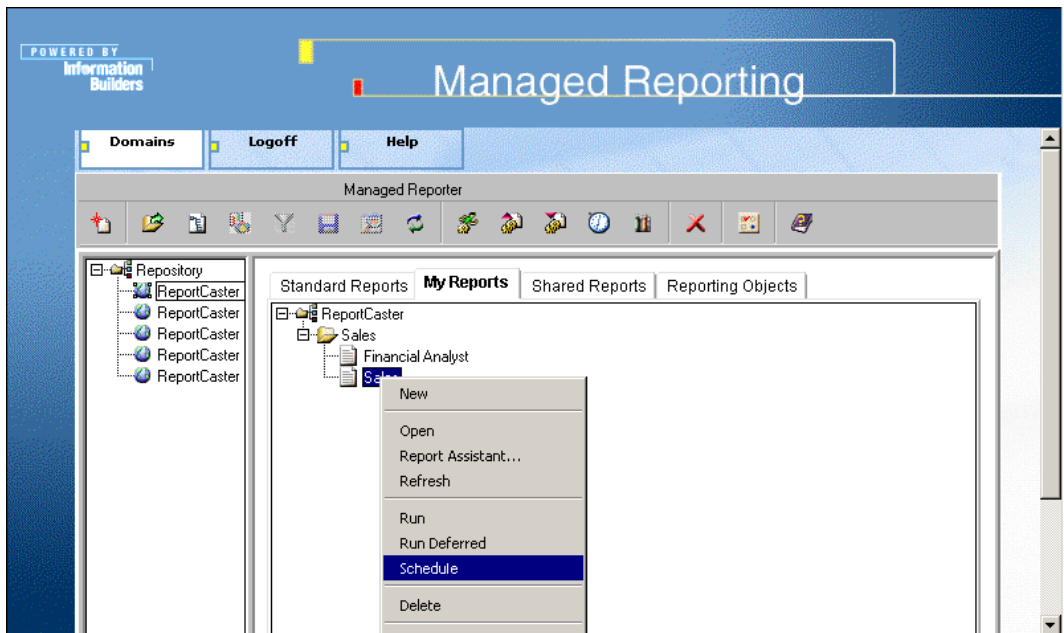 POWERED BY
Information
Builders
Managed Reporting
Domains
Logoff
Help
Managed Reporter
Repository
ReportCaster
ReportCaster
ReportCaster
ReportCaster
ReportCaster
Standard Reports
My Reports
Shared Reports
Reporting Objects
ReportCaster
Sales
Financial Analyst
Sales
New
Open
Report Assistant...
Refresh
Run
Run Deferred
Schedule
Delete